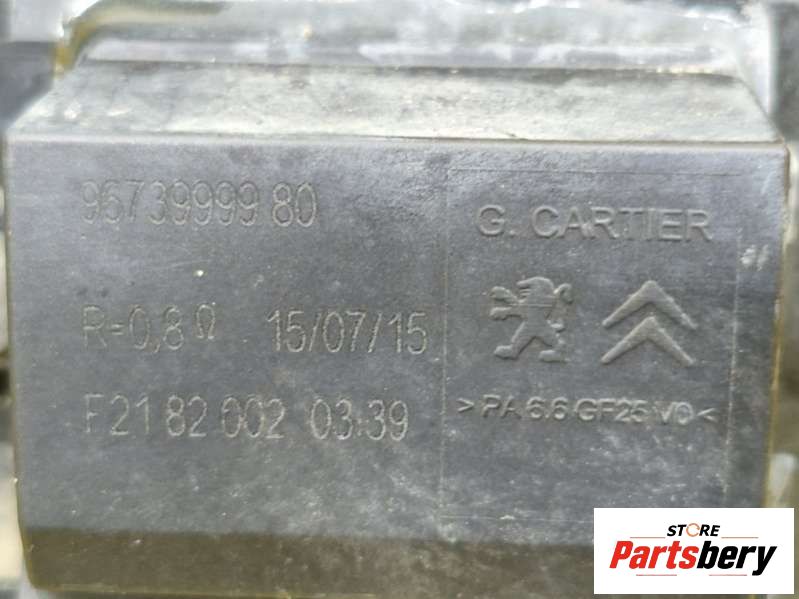 96739999 80
G. CARTIER
R=0,8Ω 15/07/15
F21 82 002 03:39
>PA 6.6 GF25 V0<
STORE
Partsbery